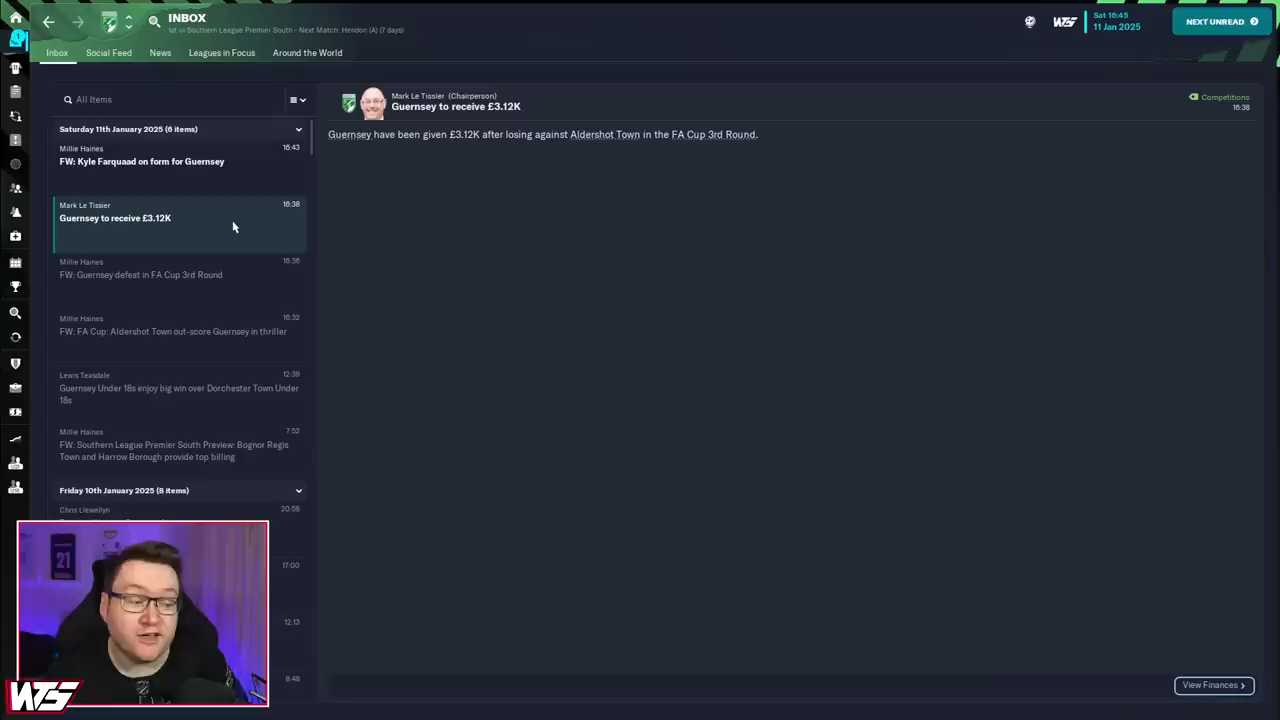 INBOX
1st in Southern League Premier South - Next Match: Hendon (A) (7 days)
WTS
Sat 16:45
11 Jan 2025
NEXT UNREAD
Inbox
Social Feed
News
Leagues in Focus
Around the World
All Items
Saturday 11th January 2025 (6 items)
Millie Haines
16:43
FW: Kyle Farquaad on form for Guernsey
Mark Le Tissier
16:38
Guernsey to receive £3.12K
Millie Haines
16:36
FW: Guernsey defeat in FA Cup 3rd Round
Millie Haines
16:32
FW: FA Cup: Aldershot Town out-score Guernsey in thriller
Lewis Teasdale
12:39
Guernsey Under 18s enjoy big win over Dorchester Town Under
18s
Millie Haines
7:52
FW: Southern League Premier South Preview: Bognor Regis
Town and Harrow Borough provide top billing
Friday 10th January 2025 (8 items)
Chris Llewellyn
20:58
17:00
12:13
8:48
Mark Le Tissier (Chairperson)
Guernsey to receive £3.12K
Competitions
16:38
Guernsey have been given £3.12K after losing against Aldershot Town in the FA Cup 3rd Round.
View Finances
21
WTS